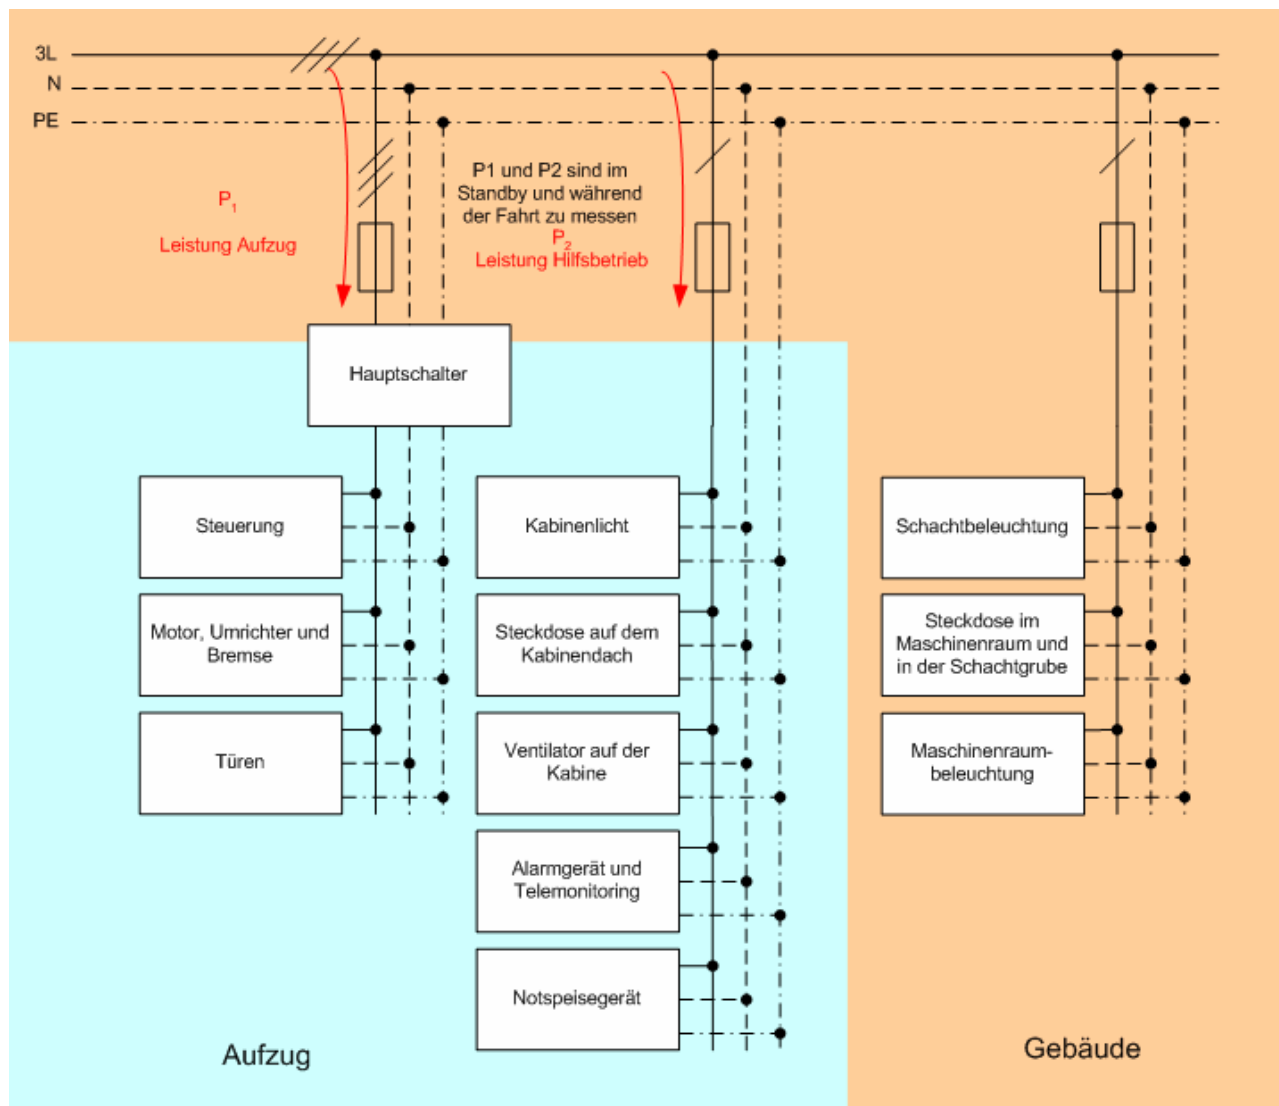 3L
N
PE
P1 und P2 sind im
Standby und während
der Fahrt zu messen
P1
Leistung Aufzug
P2
Leistung Hilfsbetrieb
Hauptschalter
Steuerung
Kabinenlicht
Schachtbeleuchtung
Motor, Umrichter und
Bremse
Steckdose auf dem
Kabinendach
Steckdose im
Maschinenraum und
in der Schachtgrube
Türen
Ventilator auf der
Kabine
Maschinenraum-
beleuchtung
Alarmgerät und
Telemonitoring
Notspeisegerät
Aufzug
Gebäude